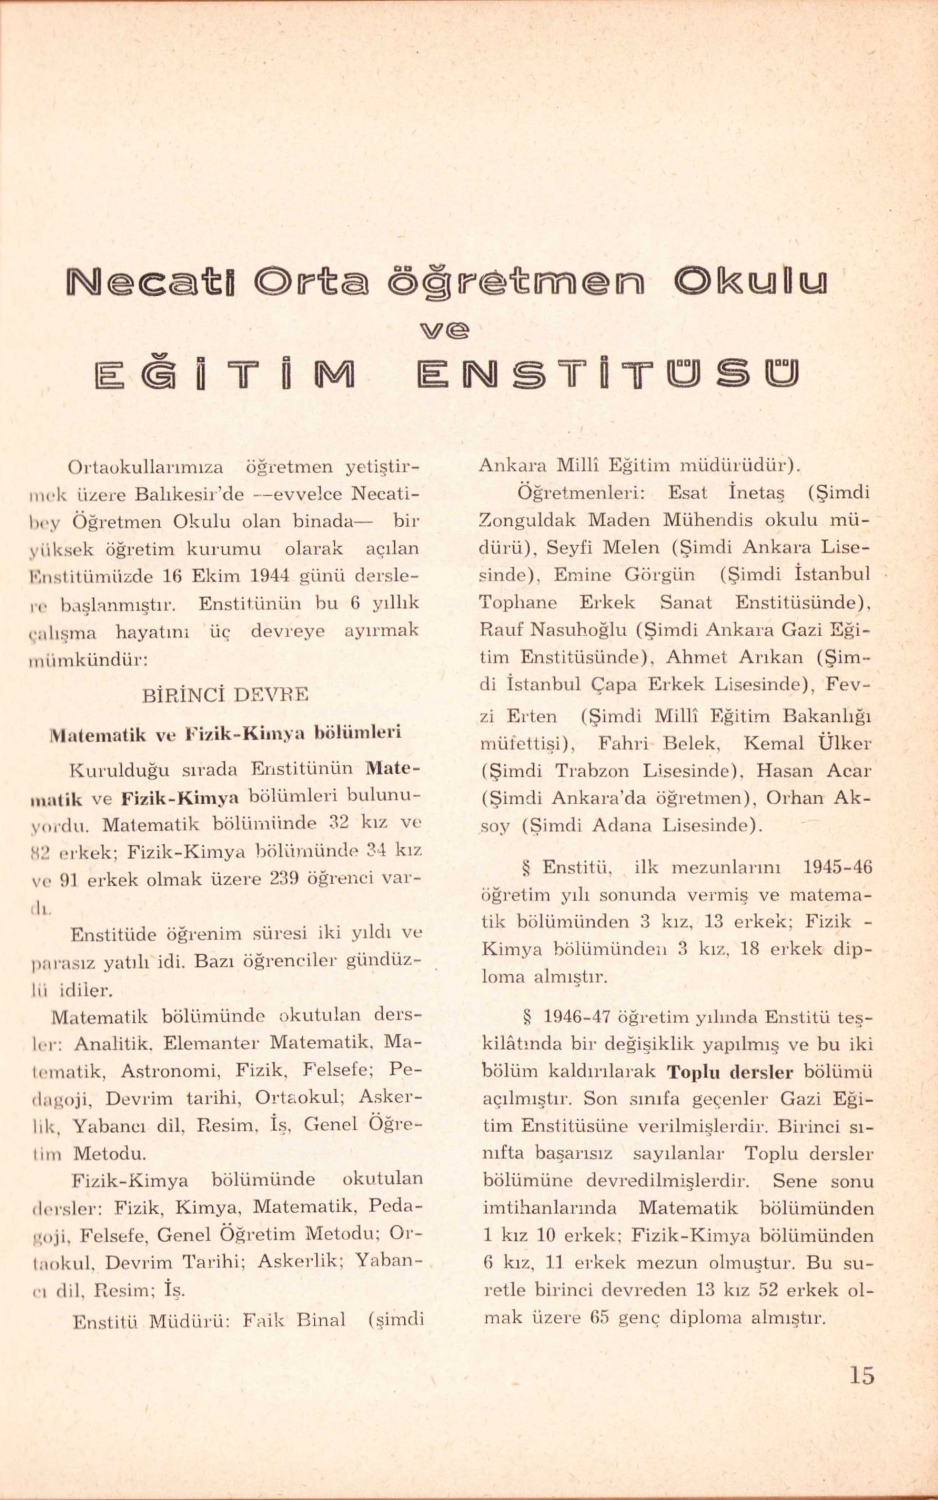 Necati Orta öğretmen Okulu
ve
EĞİTİM ENSTİTÜSÜ
Ortaokullarımıza öğretmen yetiştir-
mek üzere Balıkesir'de —evvelce Necati-
bey Öğretmen Okulu olan binada— bir
yüksek öğretim kurumu olarak açılan
Enstitümüzde 16 Ekim 1944 günü dersle-
re başlanmıştır. Enstitünün bu 6 yıllık
çalışma hayatını üç devreye ayırmak
mümkündür:
BİRİNCİ DEVRE
Matematik ve Fizik-Kimya bölümleri
Kurulduğu sırada Enstitünün Mate-
matik ve Fizik-Kimya bölümleri bulunu-
yordu. Matematik bölümünde 32 kız ve
82 erkek; Fizik-Kimya bölümünde 34 kız
ve 91 erkek olmak üzere 239 öğrenci var-
dı.
Enstitüde öğrenim süresi iki yıldı ve
parasız yatılı idi. Bazı öğrenciler gündüz-
lü idiler.
Matematik bölümünde okutulan ders-
ler: Analitik, Elemanter Matematik, Ma-
tematik, Astronomi, Fizik, Felsefe; Pe-
dagoji, Devrim tarihi, Ortaokul; Asker-
lik, Yabancı dil, Resim, İş, Genel Öğre-
tim Metodu.
Fizik-Kimya bölümünde okutulan
dersler: Fizik, Kimya, Matematik, Peda-
goji, Felsefe, Genel Öğretim Metodu; Or-
taokul, Devrim Tarihi; Askerlik; Yaban-
cı dil, Resim; İş.
Enstitü Müdürü: Faik Binal (şimdi
Ankara Millî Eğitim müdürüdür).
Öğretmenleri: Esat İnetaş (Şimdi
Zonguldak Maden Mühendis okulu mü-
dürü), Seyfi Melen (Şimdi Ankara Lise-
sinde), Emine Görgün (Şimdi İstanbul
Tophane Erkek Sanat Enstitüsünde),
Rauf Nasuhoğlu (Şimdi Ankara Gazi Eği-
tim Enstitüsünde), Ahmet Arıkan (Şim-
di İstanbul Çapa Erkek Lisesinde), Fev-
zi Erten (Şimdi Millî Eğitim Bakanlığı
müfettişi), Fahri Belek, Kemal Ülker
(Şimdi Trabzon Lisesinde), Hasan Acar
(Şimdi Ankara'da öğretmen), Orhan Ak-
soy (Şimdi Adana Lisesinde).
§ Enstitü, ilk mezunlarını 1945-46
öğretim yılı sonunda vermiş ve matema-
tik bölümünden 3 kız, 13 erkek; Fizik -
Kimya bölümünden 3 kız, 18 erkek dip-
loma almıştır.
§ 1946-47 öğretim yılında Enstitü teş-
kilâtında bir değişiklik yapılmış ve bu iki
bölüm kaldırılarak Toplu dersler bölümü
açılmıştır. Son sınıfa geçenler Gazi Eği-
tim Enstitüsüne verilmişlerdir. Birinci sı-
nıfta başarısız sayılanlar Toplu dersler
bölümüne devredilmişlerdir. Sene sonu
imtihanlarında Matematik bölümünden
1 kız 10 erkek; Fizik-Kimya bölümünden
6 kız, 11 erkek mezun olmuştur. Bu su-
retle birinci devreden 13 kız 52 erkek ol-
mak üzere 65 genç diploma almıştır.
15